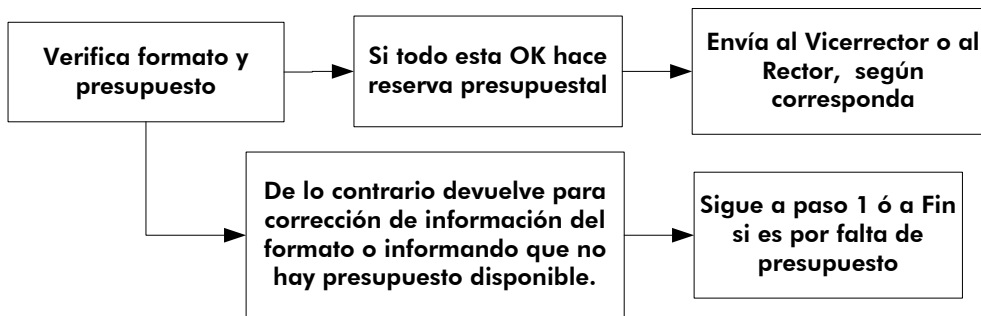 Verifica formato y
presupuesto
Si todo esta OK hace
reserva presupuestal
Envía al Vicerrector o al
Rector, según
corresponda
De lo contrario devuelve para
corrección de información del
formato o informando que no
hay presupuesto disponible.
Sigue a paso 1 ó a Fin
si es por falta de
presupuesto